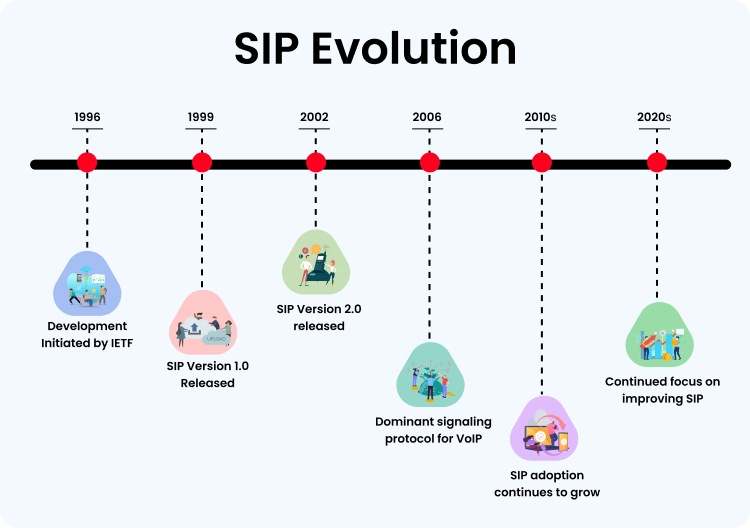 SIP Evolution
1996
1999
2002
2006
2010s
2020s
Development
Initiated by IETF
UPLOAD
SIP Version 1.0
Released
SIP Version 2.0
released
Dominant signaling
protocol for VoIP
SIP adoption
continues to grow
Continued focus on
improving SIP